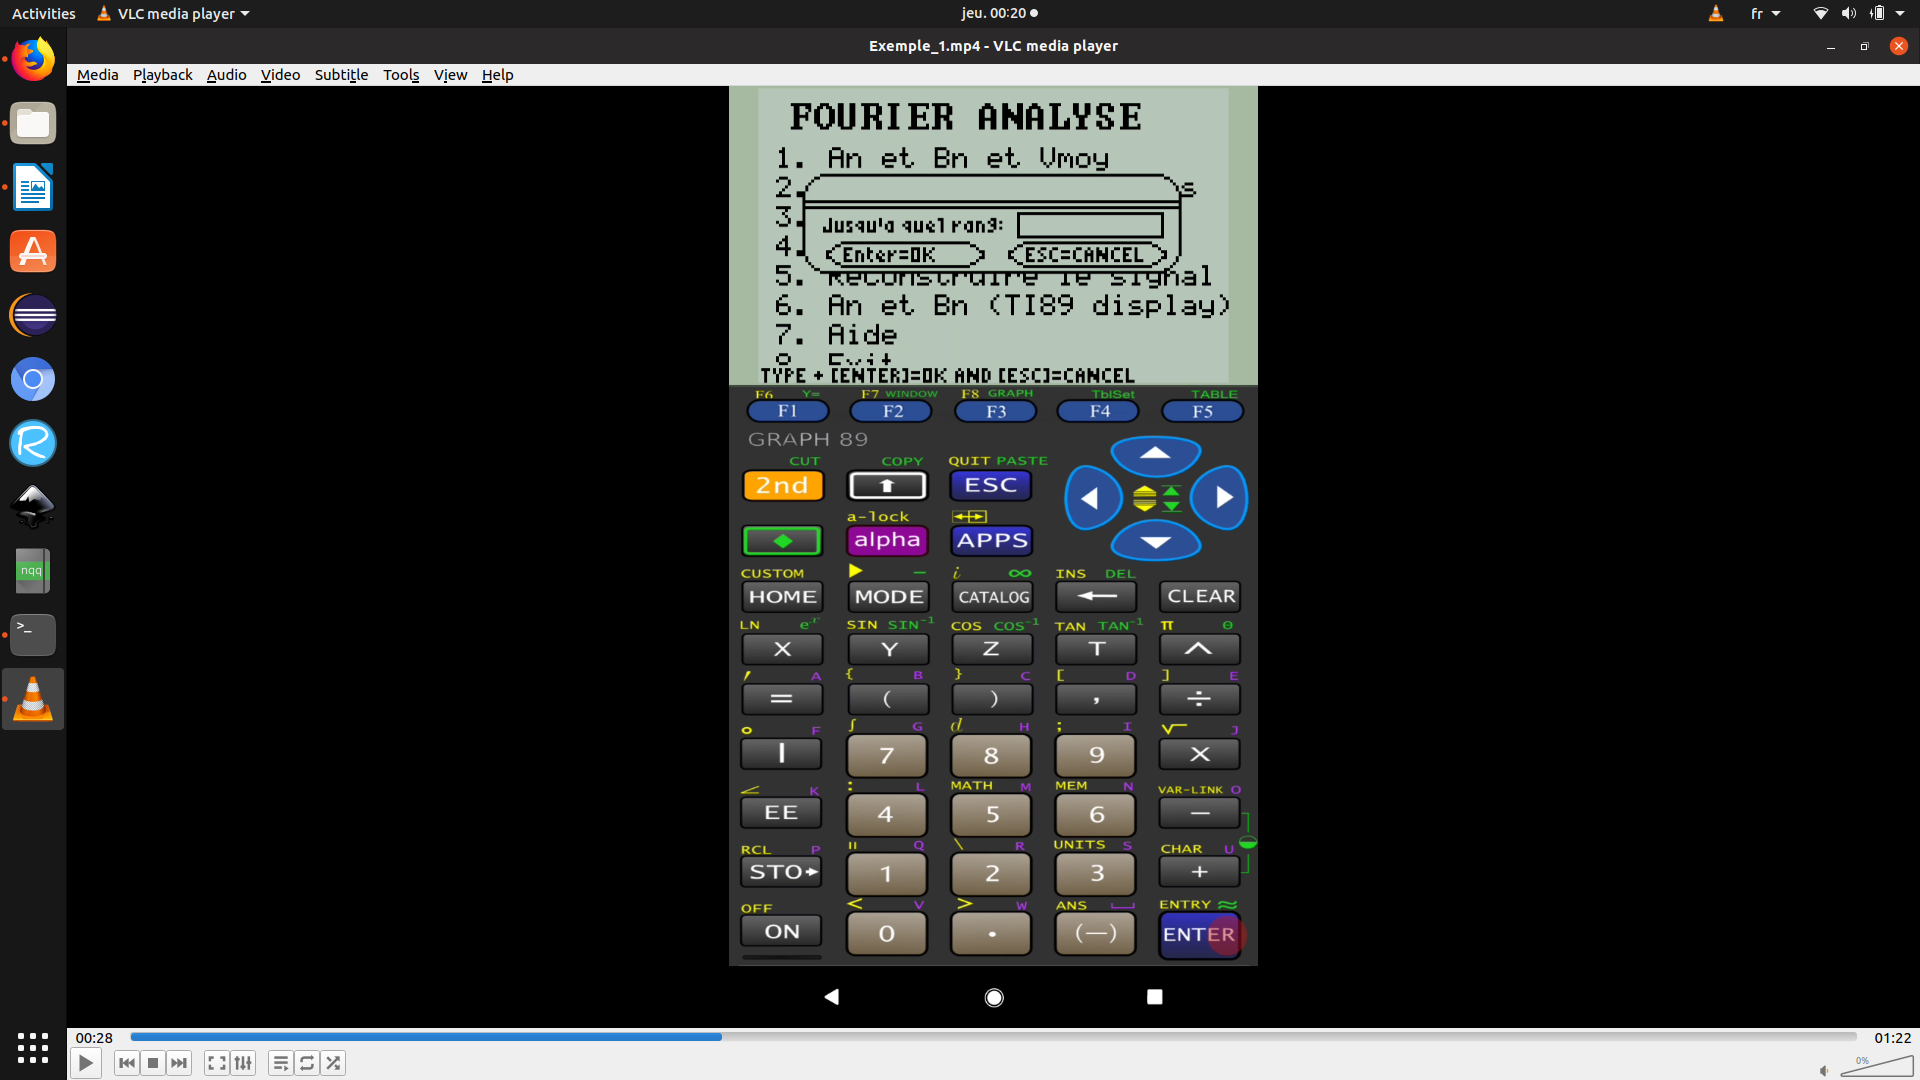 Activities VLC media player jeu. 00:20 fr
Exemple_1.mp4 - VLC media player
Media Playback Audio Video Subtitle Tools View Help
FOURIER ANALYSE
1. An et Bn et Vmoy
2. s
3.
4.
Jusqu'a quel rang:
Enter=OK ESC=CANCEL
5. Reconstruire le signal
6. An et Bn (TI89 display)
7. Aide
8. Exit
TYPE + [ENTER]=OK AND [ESC]=CANCEL
F6 Y= F7 WINDOW F8 GRAPH TblSet TABLE
F1 F2 F3 F4 F5
GRAPH 89
CUT COPY QUIT PASTE
2nd ESC
a-lock
alpha APPS
CUSTOM i ∞ INS DEL
HOME MODE CATALOG CLEAR
LN eˣ SIN SIN⁻¹ COS COS⁻¹ TAN TAN⁻¹ π θ
X Y Z T ^
′ A { B } C [ D ] E
= ( ) , ÷
° F ∫ G d H ; I √ J
| 7 8 9 X
∠ K : L MATH M MEM N VAR-LINK O
EE 4 5 6 −
RCL P " Q \ R UNITS S CHAR U
STO▸ 1 2 3 +
OFF < V > W ANS ENTRY ≈
ON 0 . (—) ENTER
nqq
>_
00:28 01:22
0%